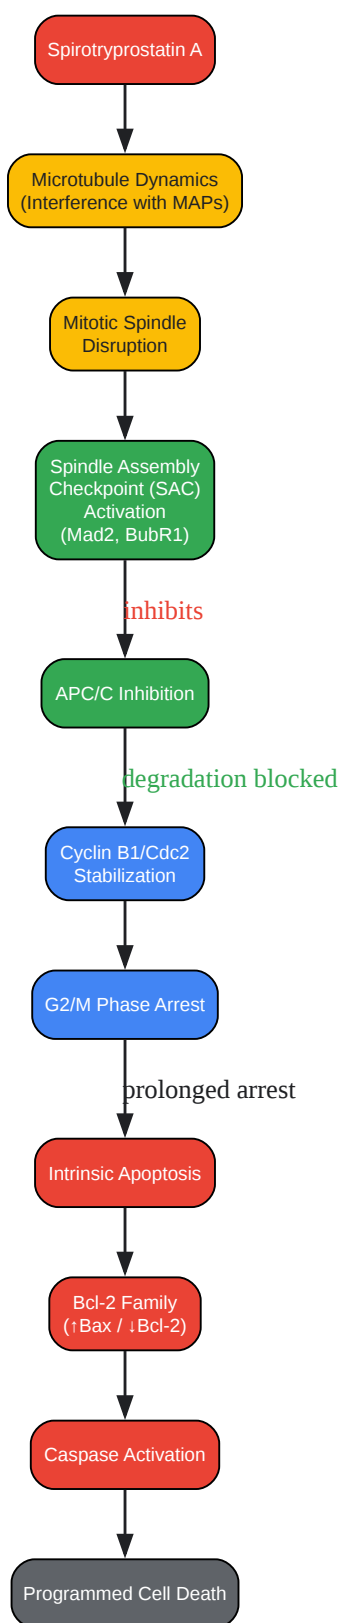 Spirotryprostatin A
Microtubule Dynamics
(Interference with MAPs)
Mitotic Spindle
Disruption
Spindle Assembly
Checkpoint (SAC)
Activation
(Mad2, BubR1)
inhibits
APC/C Inhibition
degradation blocked
Cyclin B1/Cdc2
Stabilization
G2/M Phase Arrest
prolonged arrest
Intrinsic Apoptosis
Bcl-2 Family
(↑Bax / ↓Bcl-2)
Caspase Activation
Programmed Cell Death